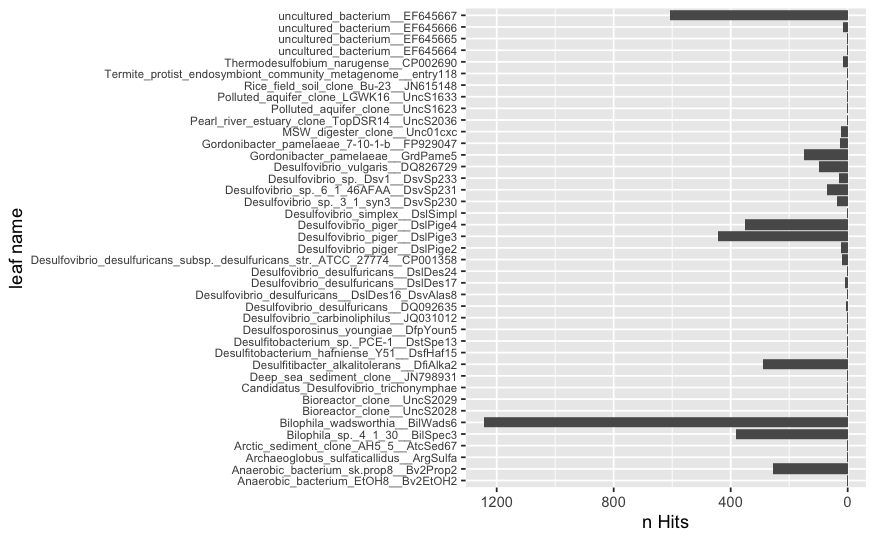 uncultured_bacterium__EF645667
uncultured_bacterium__EF645666
uncultured_bacterium__EF645665
uncultured_bacterium__EF645664
Thermodesulfobium_narugense__CP002690
Termite_protist_endosymbiont_community_metagenome__entry118
Rice_field_soil_clone_Bu-23__JN615148
Polluted_aquifer_clone_LGWK16__UncS1633
Polluted_aquifer_clone__UncS1623
Pearl_river_estuary_clone_TopDSR14__UncS2036
MSW_digester_clone__Unc01cxc
Gordonibacter_pamelaeae_7-10-1-b__FP929047
Gordonibacter_pamelaeae__GrdPame5
Desulfovibrio_vulgaris__DQ826729
Desulfovibrio_sp._Dsv1__DsvSp233
Desulfovibrio_sp._6_1_46AFAA__DsvSp231
Desulfovibrio_sp._3_1_syn3__DsvSp230
Desulfovibrio_simplex__DslSimpl
Desulfovibrio_piger__DslPige4
Desulfovibrio_piger__DslPige3
Desulfovibrio_piger__DslPige2
Desulfovibrio_desulfuricans_subsp._desulfuricans_str._ATCC_27774__CP001358
Desulfovibrio_desulfuricans__DslDes24
Desulfovibrio_desulfuricans__DslDes17
Desulfovibrio_desulfuricans__DslDes16_DsvAlas8
Desulfovibrio_desulfuricans__DQ092635
Desulfovibrio_carbinoliphilus__JQ031012
Desulfosporosinus_youngiae__DfpYoun5
Desulfitobacterium_sp._PCE-1__DstSpe13
Desulfitobacterium_hafniense_Y51__DsfHaf15
Desulfitibacter_alkalitolerans__DfiAlka2
Deep_sea_sediment_clone__JN798931
Candidatus_Desulfovibrio_trichonymphae
Bioreactor_clone__UncS2029
Bioreactor_clone__UncS2028
Bilophila_wadsworthia__BilWads6
Bilophila_sp._4_1_30__BilSpec3
Arctic_sediment_clone_AH5_5__AtcSed67
Archaeoglobus_sulfaticallidus__ArgSulfa
Anaerobic_bacterium_sk.prop8__Bv2Prop2
Anaerobic_bacterium_EtOH8__Bv2EtOH2
leaf name
1200 800 400 0
n Hits